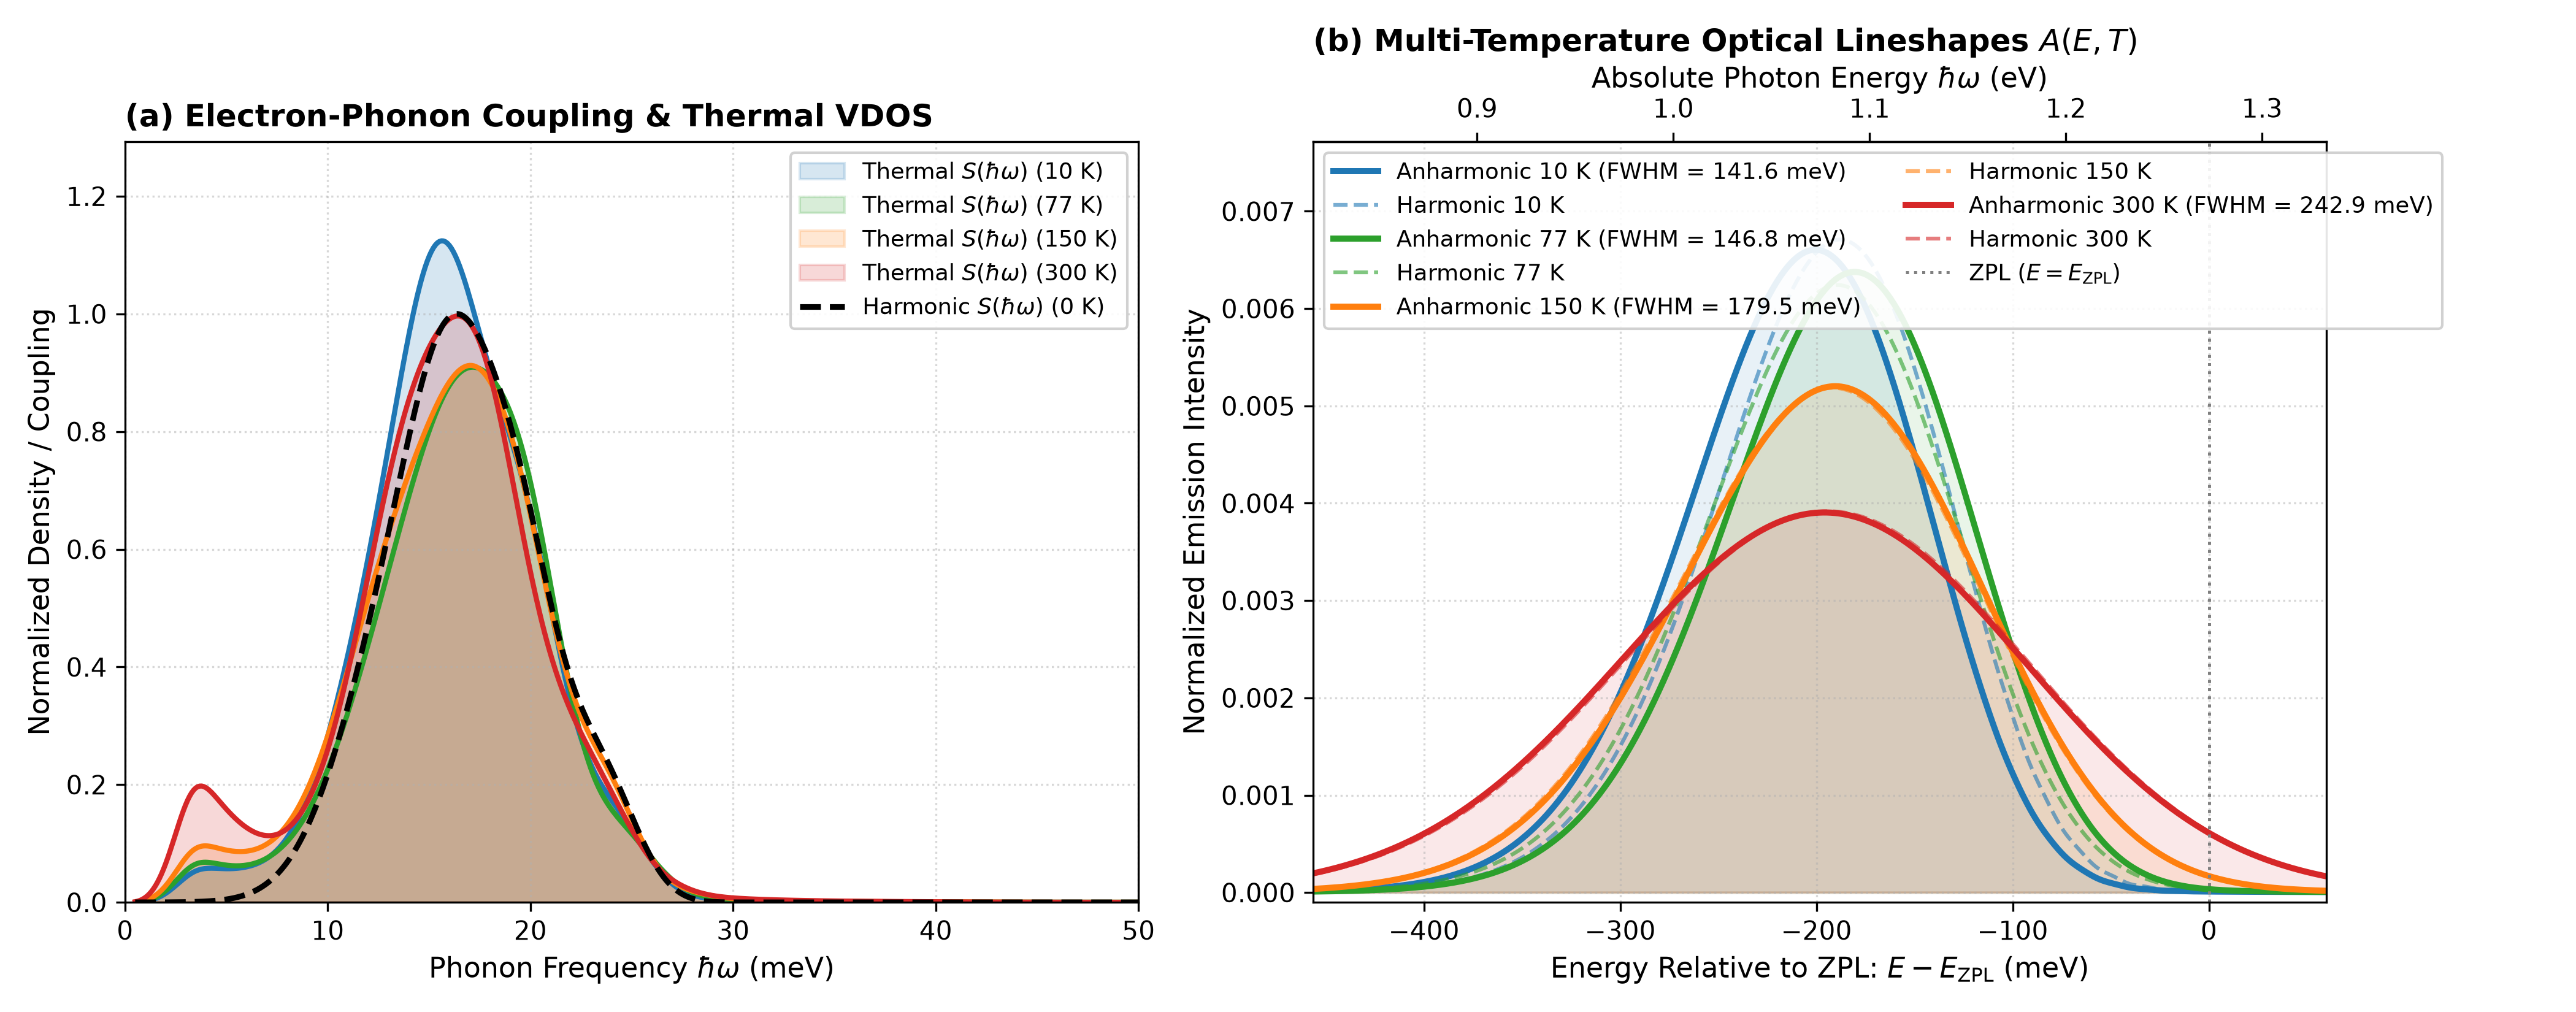 (a) Electron-Phonon Coupling & Thermal VDOS
Normalized Density / Coupling
1.2
1.0
0.8
0.6
0.4
0.2
0.0
Thermal S(ħω) (10 K)
Thermal S(ħω) (77 K)
Thermal S(ħω) (150 K)
Thermal S(ħω) (300 K)
Harmonic S(ħω) (0 K)
0 10 20 30 40 50
Phonon Frequency ħω (meV)
(b) Multi-Temperature Optical Lineshapes A(E, T)
Absolute Photon Energy ħω (eV)
0.9 1.0 1.1 1.2 1.3
Normalized Emission Intensity
0.007
0.006
0.005
0.004
0.003
0.002
0.001
0.000
Anharmonic 10 K (FWHM = 141.6 meV)
Harmonic 10 K
Anharmonic 77 K (FWHM = 146.8 meV)
Harmonic 77 K
Anharmonic 150 K (FWHM = 179.5 meV)
Harmonic 150 K
Anharmonic 300 K (FWHM = 242.9 meV)
Harmonic 300 K
ZPL (E = E_ZPL)
−400 −300 −200 −100 0
Energy Relative to ZPL: E − E_ZPL (meV)